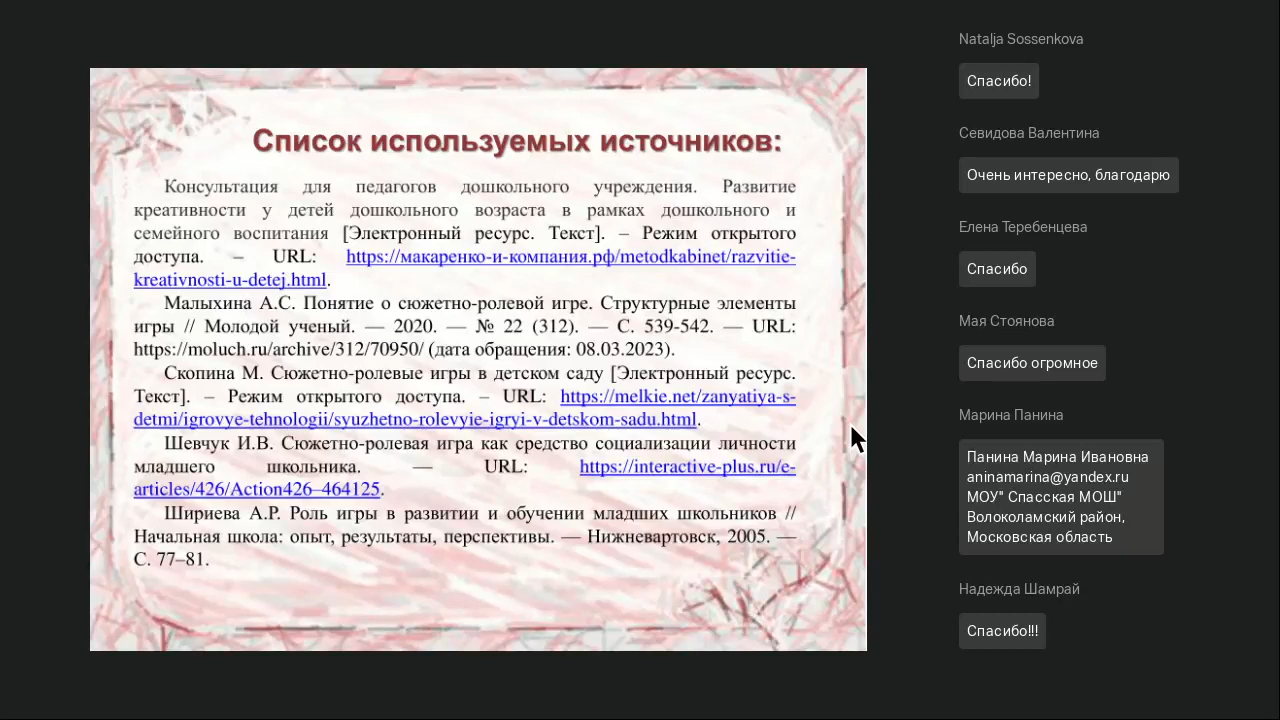 Список используемых источников:
Консультация для педагогов дошкольного учреждения. Развитие
креативности у детей дошкольного возраста в рамках дошкольного и
семейного воспитания [Электронный ресурс. Текст]. – Режим открытого
доступа. – URL: https://макаренко-и-компания.рф/metodkabinet/razvitie-
kreativnosti-u-detej.html.
Малыхина А.С. Понятие о сюжетно-ролевой игре. Структурные элементы
игры // Молодой ученый. — 2020. — № 22 (312). — С. 539-542. — URL:
https://moluch.ru/archive/312/70950/ (дата обращения: 08.03.2023).
Скопина М. Сюжетно-ролевые игры в детском саду [Электронный ресурс.
Текст]. – Режим открытого доступа. – URL: https://melkie.net/zanyatiya-s-
detmi/igrovye-tehnologii/syuzhetno-rolevyie-igryi-v-detskom-sadu.html.
Шевчук И.В. Сюжетно-ролевая игра как средство социализации личности
младшего школьника. — URL: https://interactive-plus.ru/e-
articles/426/Action426–464125.
Шириева А.Р. Роль игры в развитии и обучении младших школьников //
Начальная школа: опыт, результаты, перспективы. — Нижневартовск, 2005. —
С. 77–81.
Natalja Sossenkova
Спасибо!
Севидова Валентина
Очень интересно, благодарю
Елена Теребенцева
Спасибо
Мая Стоянова
Спасибо огромное
Марина Панина
Панина Марина Ивановна
aninamarina@yandex.ru
МОУ" Спасская МОШ"
Волоколамский район,
Московская область
Надежда Шамрай
Спасибо!!!